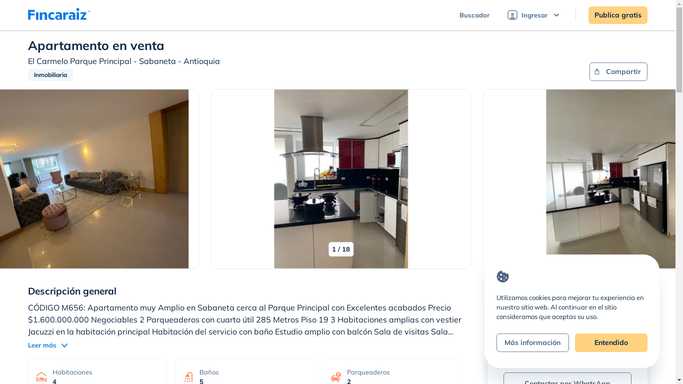 Fincaraiz
Buscador
Ingresar
Publica gratis
Apartamento en venta
El Carmelo Parque Principal - Sabaneta - Antioquia
Inmobiliaria
Compartir
1 / 18
Descripción general
CÓDIGO M656: Apartamento muy Amplio en Sabaneta cerca al Parque Principal con Excelentes acabados Precio
$1.600.000.000 Negociables 2 Parqueaderos con cuarto útil 285 Metros Piso 19 3 Habitaciones amplias con vestier
Jacuzzi en la habitación principal Habitación del servicio con baño Estudio amplio con balcón Sala de visitas Sala...
Leer más
Habitaciones
4
Baños
5
Parqueaderos
2
Utilizamos cookies para mejorar tu experiencia en
nuestro sitio web. Al continuar en el sitio
consideramos que aceptas su uso.
Más información
Entendido
Contactar por WhatsApp